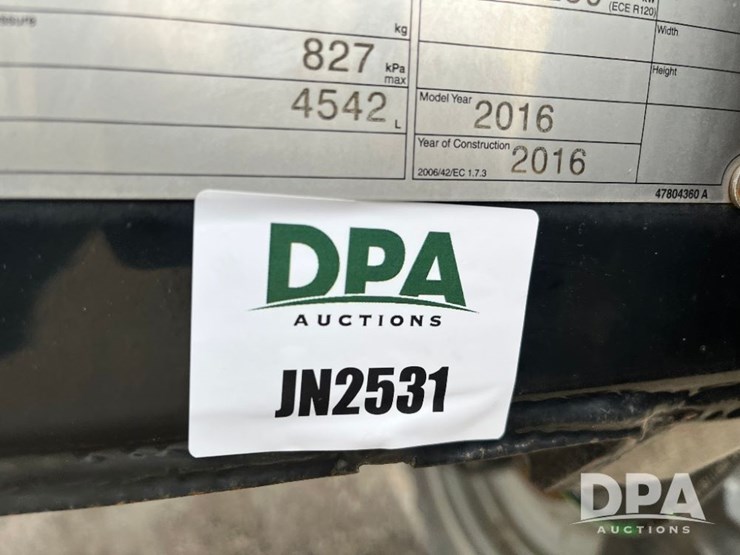 (ECE R120)
kg
Width
827 kPa max
Height
4542 L
Model Year 2016
Year of Construction 2016
2006/42/EC 1.7.3
47804360 A
DPA
AUCTIONS
JN2531
DPA
AUCTIONS